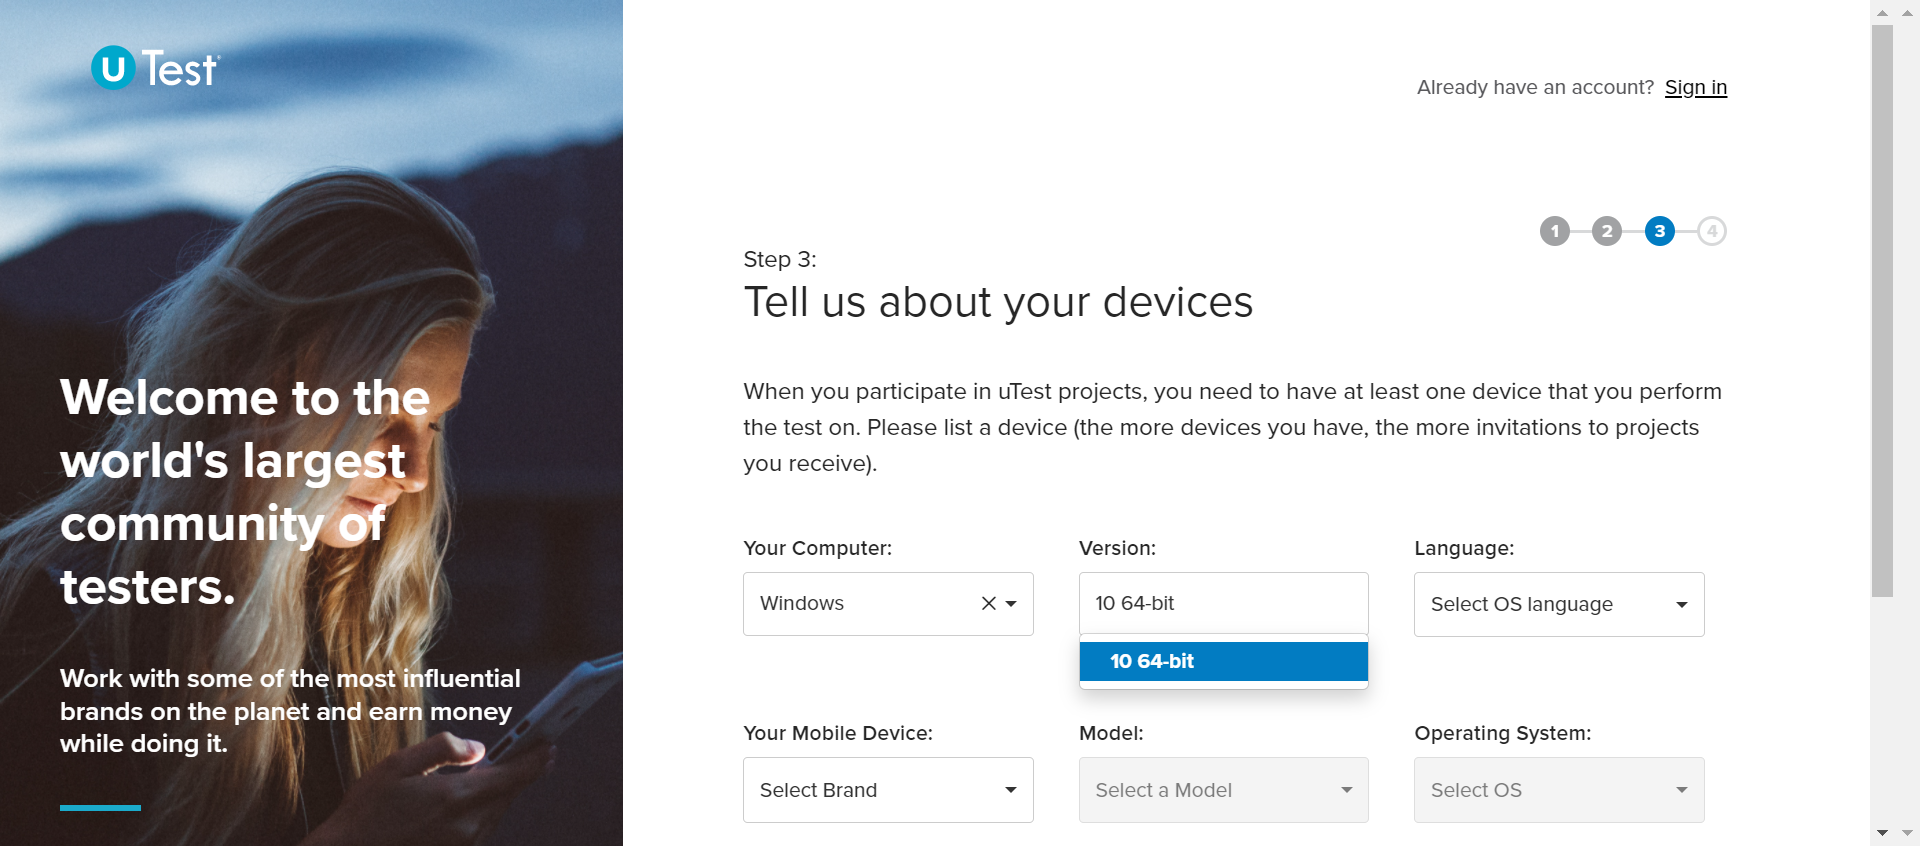 u Test
Welcome to the
world's largest
community of
testers.
Work with some of the most influential
brands on the planet and earn money
while doing it.
Already have an account? Sign in
1 2 3 4
Step 3:
Tell us about your devices
When you participate in uTest projects, you need to have at least one device that you perform
the test on. Please list a device (the more devices you have, the more invitations to projects
you receive).
Your Computer: Version: Language:
Windows 10 64-bit Select OS language
10 64-bit
Your Mobile Device: Model: Operating System:
Select Brand Select a Model Select OS